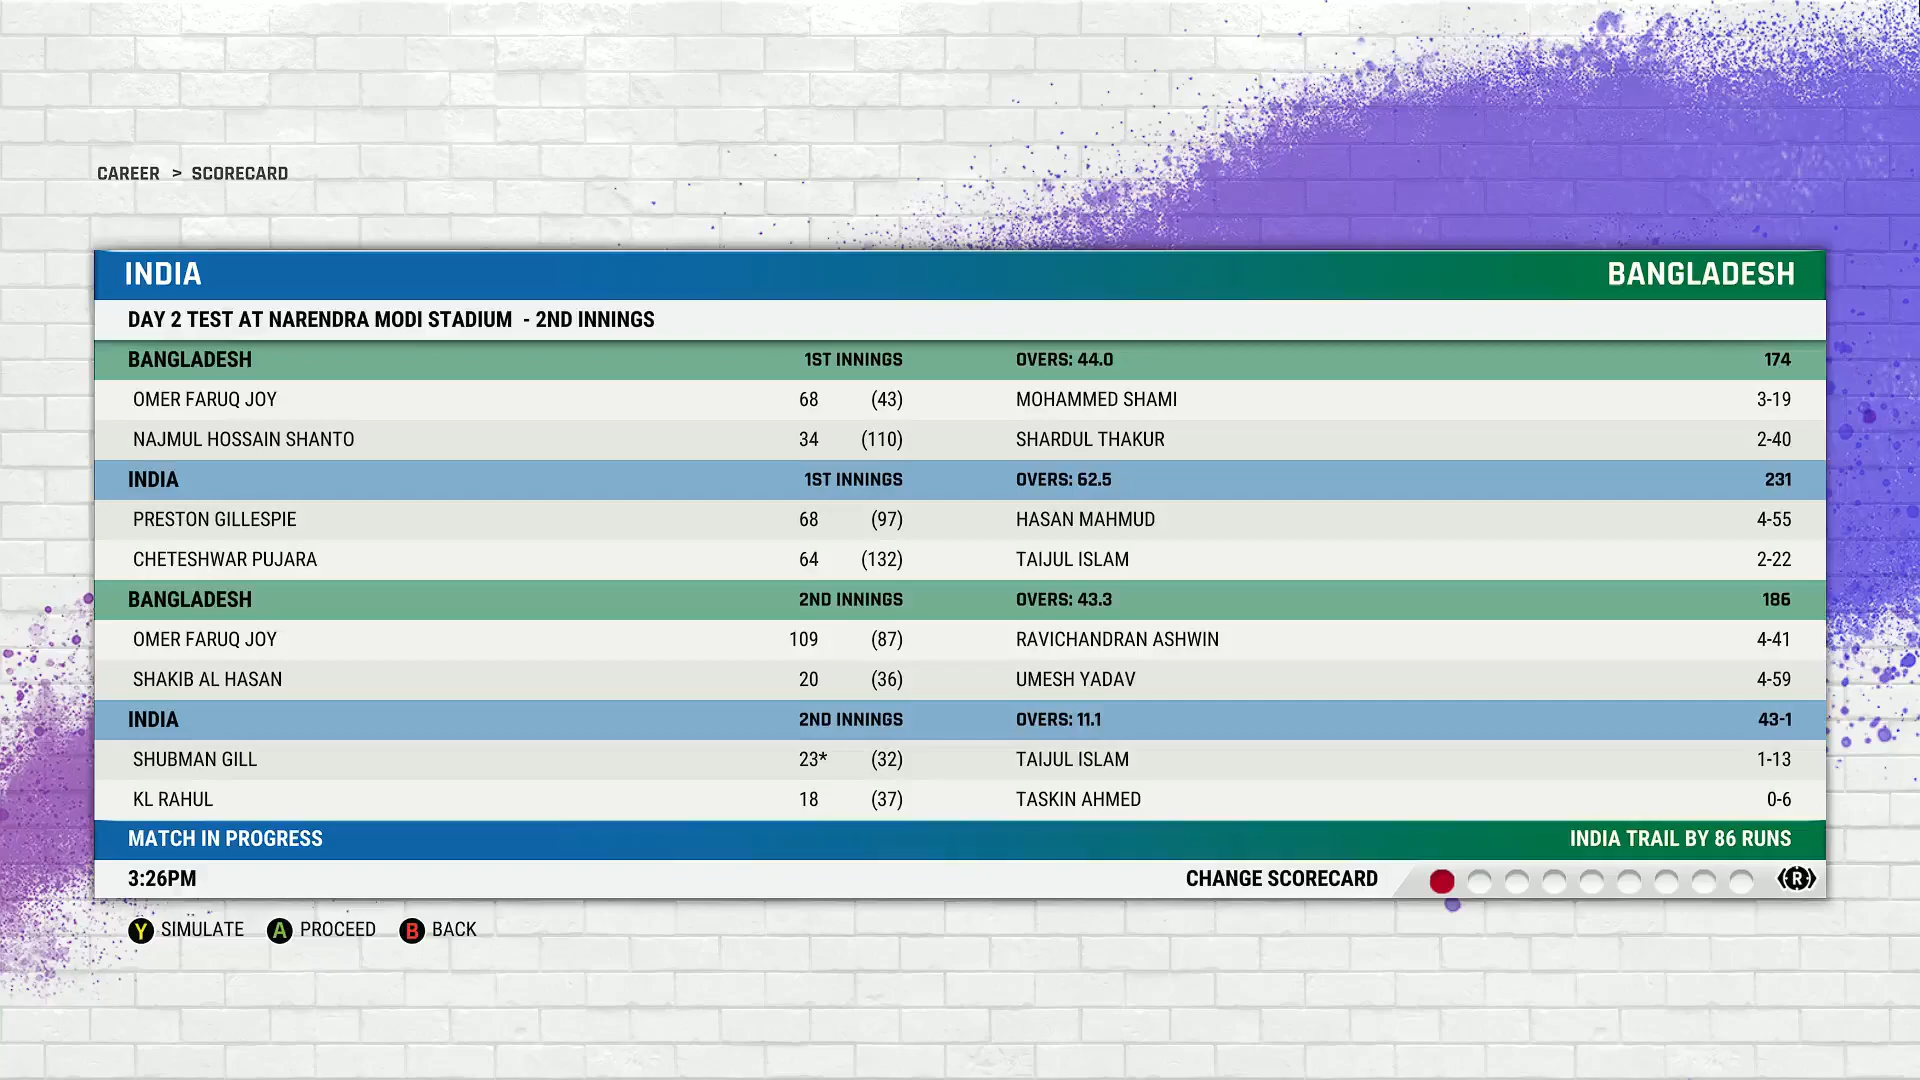 CAREER > SCORECARD
INDIA BANGLADESH
DAY 2 TEST AT NARENDRA MODI STADIUM - 2ND INNINGS
BANGLADESH 1ST INNINGS OVERS: 44.0 174
OMER FARUQ JOY 68 (43) MOHAMMED SHAMI 3-19
NAJMUL HOSSAIN SHANTO 34 (110) SHARDUL THAKUR 2-40
INDIA 1ST INNINGS OVERS: 62.5 231
PRESTON GILLESPIE 68 (97) HASAN MAHMUD 4-55
CHETESHWAR PUJARA 64 (132) TAIJUL ISLAM 2-22
BANGLADESH 2ND INNINGS OVERS: 43.3 186
OMER FARUQ JOY 109 (87) RAVICHANDRAN ASHWIN 4-41
SHAKIB AL HASAN 20 (36) UMESH YADAV 4-59
INDIA 2ND INNINGS OVERS: 11.1 43-1
SHUBMAN GILL 23* (32) TAIJUL ISLAM 1-13
KL RAHUL 18 (37) TASKIN AHMED 0-6
MATCH IN PROGRESS INDIA TRAIL BY 86 RUNS
3:26PM CHANGE SCORECARD R
Y SIMULATE A PROCEED B BACK